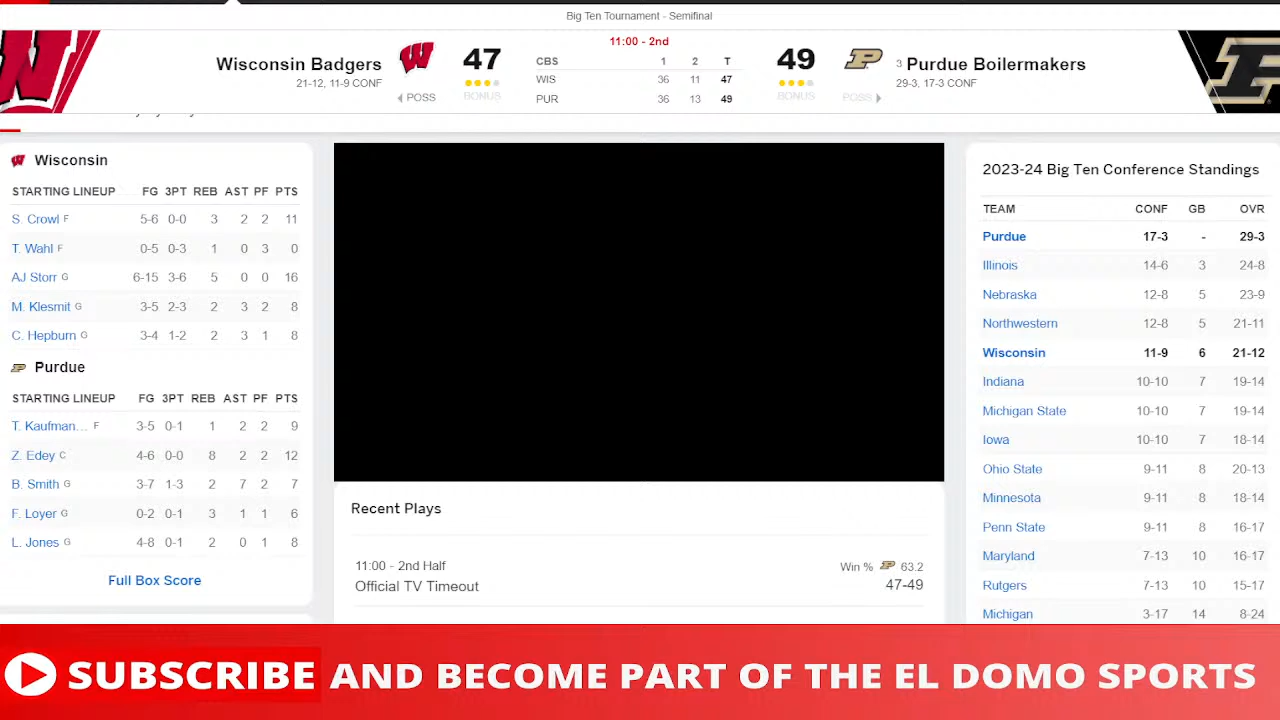 Big Ten Tournament - Semifinal
11:00 - 2nd
Wisconsin Badgers
21-12, 11-9 CONF
POSS
47
BONUS
CBS 1 2 T
WIS 36 11 47
PUR 36 13 49
49
BONUS
POSS
3 Purdue Boilermakers
29-3, 17-3 CONF
Wisconsin
STARTING LINEUP FG 3PT REB AST PF PTS
S. Crowl F 5-6 0-0 3 2 2 11
T. Wahl F 0-5 0-3 1 0 3 0
AJ Storr G 6-15 3-6 5 0 0 16
M. Klesmit G 3-5 2-3 2 3 2 8
C. Hepburn G 3-4 1-2 2 3 1 8
Purdue
STARTING LINEUP FG 3PT REB AST PF PTS
T. Kaufman... F 3-5 0-1 1 2 2 9
Z. Edey C 4-6 0-0 8 2 2 12
B. Smith G 3-7 1-3 2 7 2 7
F. Loyer G 0-2 0-1 3 1 1 6
L. Jones G 4-8 0-1 2 0 1 8
Full Box Score
Recent Plays
11:00 - 2nd Half
Official TV Timeout
Win % 63.2
47-49
2023-24 Big Ten Conference Standings
TEAM CONF GB OVR
Purdue 17-3 - 29-3
Illinois 14-6 3 24-8
Nebraska 12-8 5 23-9
Northwestern 12-8 5 21-11
Wisconsin 11-9 6 21-12
Indiana 10-10 7 19-14
Michigan State 10-10 7 19-14
Iowa 10-10 7 18-14
Ohio State 9-11 8 20-13
Minnesota 9-11 8 18-14
Penn State 9-11 8 16-17
Maryland 7-13 10 16-17
Rutgers 7-13 10 15-17
Michigan 3-17 14 8-24
SUBSCRIBE AND BECOME PART OF THE EL DOMO SPORTS